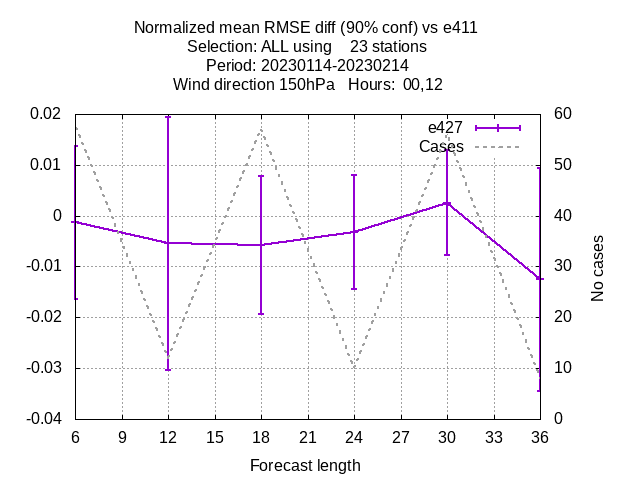 Normalized mean RMSE diff (90% conf) vs e411
Selection: ALL using    23 stations
Period: 20230114-20230214
Wind direction 150hPa   Hours:  00,12
0.02
0.01
0
-0.01
-0.02
-0.03
-0.04
e427
Cases
60
50
40
30
20
10
0
No cases
6 9 12 15 18 21 24 27 30 33 36
Forecast length